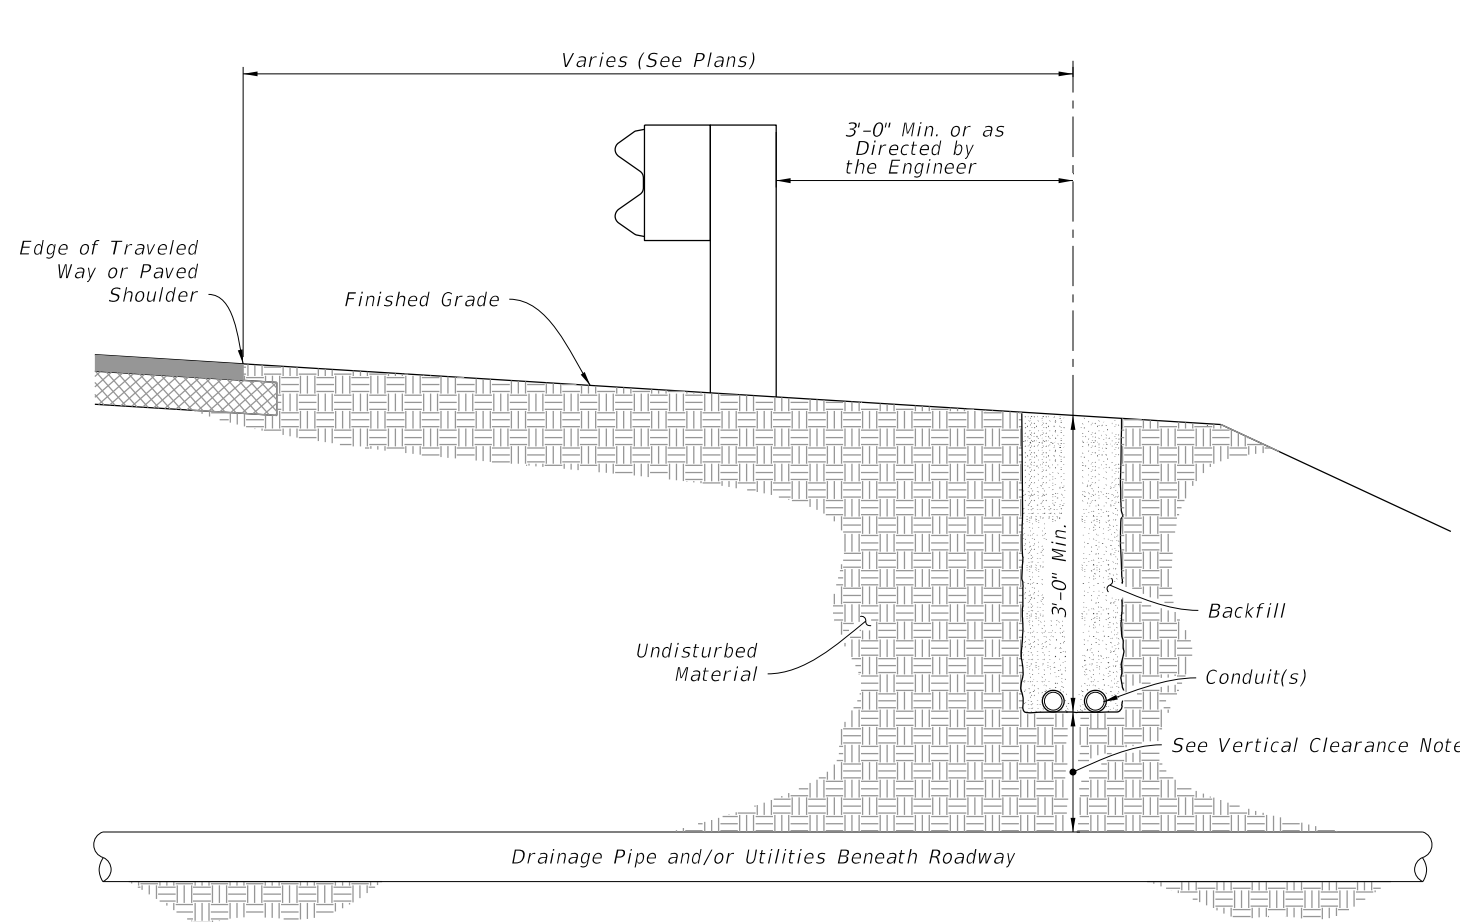 Varies (See Plans)
3'-0" Min. or as
Directed by
the Engineer
Edge of Traveled
Way or Paved
Shoulder
Finished Grade
3'-0" Min.
Backfill
Undisturbed
Material
Conduit(s)
See Vertical Clearance Note
Drainage Pipe and/or Utilities Beneath Roadway